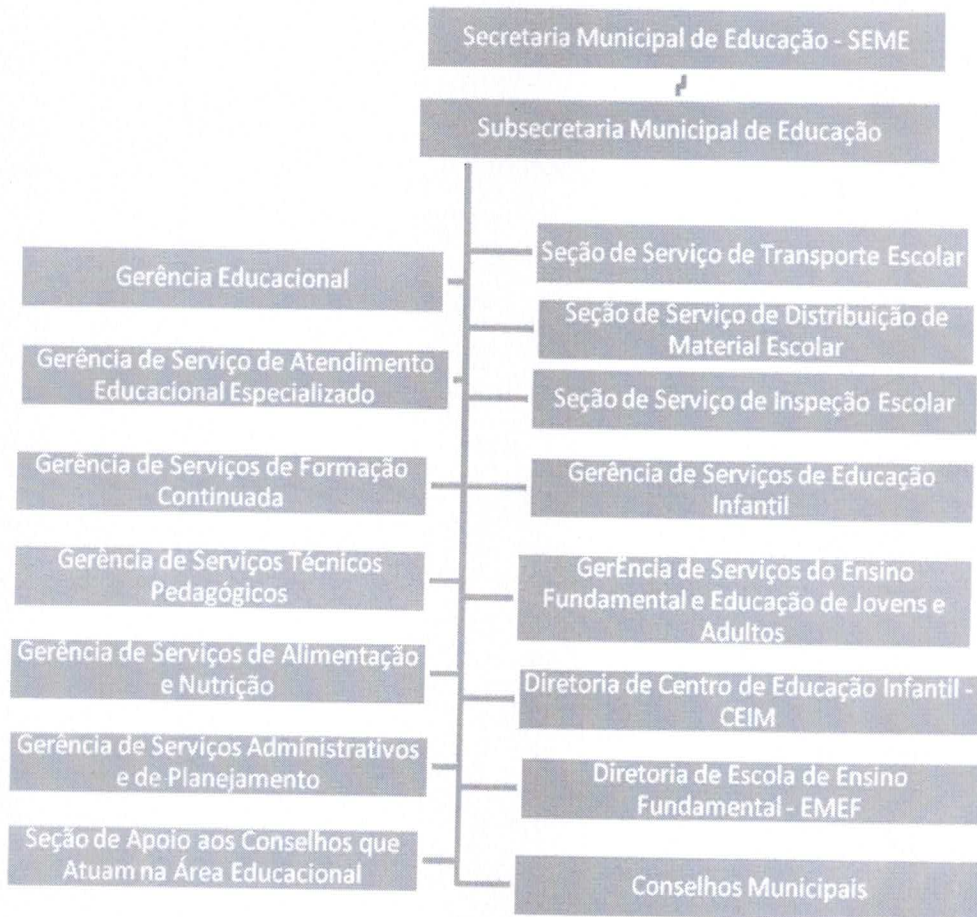 Secretaria Municipal de Educação - SEME
Subsecretaria Municipal de Educação
Gerência Educacional
Gerência de Serviço de Atendimento
Educacional Especializado
Gerência de Serviços de Formação
Continuada
Gerência de Serviços Técnicos
Pedagógicos
Gerência de Serviços de Alimentação
e Nutrição
Gerência de Serviços Administrativos
e de Planejamento
Seção de Apoio aos Conselhos que
Atuam na Área Educacional
Seção de Serviço de Transporte Escolar
Seção de Serviço de Distribuição de
Material Escolar
Seção de Serviço de Inspeção Escolar
Gerência de Serviços de Educação
Infantil
GerÊncia de Serviços do Ensino
Fundamental e Educação de Jovens e
Adultos
Diretoria de Centro de Educação Infantil -
CEIM
Diretoria de Escola de Ensino
Fundamental - EMEF
Conselhos Municipais